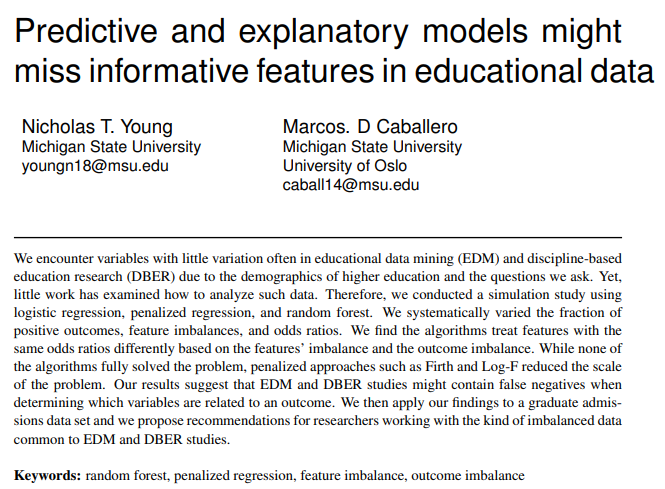 Predictive and explanatory models might
miss informative features in educational data
Nicholas T. Young
Michigan State University
youngn18@msu.edu
Marcos. D Caballero
Michigan State University
University of Oslo
caball14@msu.edu
We encounter variables with little variation often in educational data mining (EDM) and discipline-based
education research (DBER) due to the demographics of higher education and the questions we ask. Yet,
little work has examined how to analyze such data. Therefore, we conducted a simulation study using
logistic regression, penalized regression, and random forest. We systematically varied the fraction of
positive outcomes, feature imbalances, and odds ratios. We find the algorithms treat features with the
same odds ratios differently based on the features' imbalance and the outcome imbalance. While none of
the algorithms fully solved the problem, penalized approaches such as Firth and Log-F reduced the scale
of the problem. Our results suggest that EDM and DBER studies might contain false negatives when
determining which variables are related to an outcome. We then apply our findings to a graduate admis-
sions data set and we propose recommendations for researchers working with the kind of imbalanced data
common to EDM and DBER studies.
Keywords: random forest, penalized regression, feature imbalance, outcome imbalance